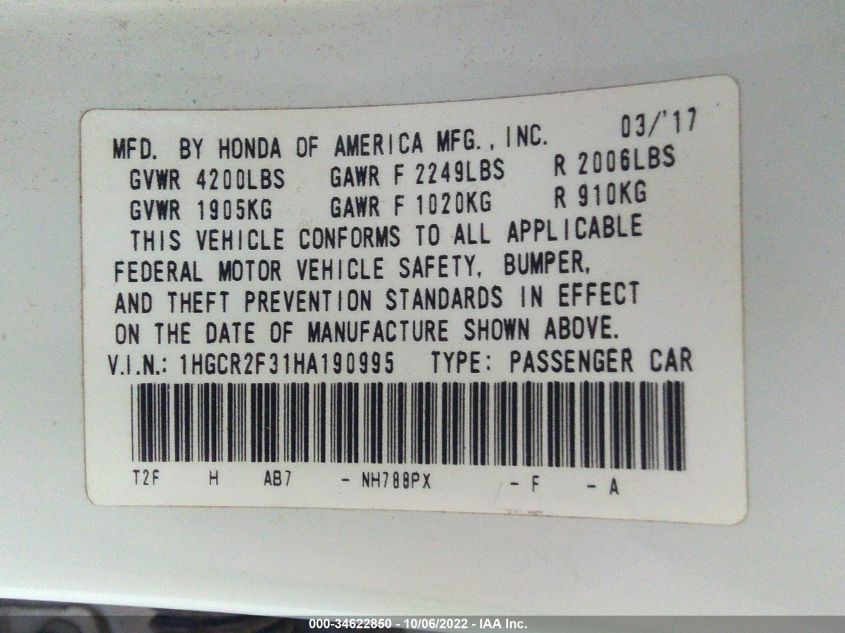 MFD. BY HONDA OF AMERICA MFG., INC. 03/'17
GVWR 4200LBS GAWR F 2249LBS R 2006LBS
GVWR 1905KG GAWR F 1020KG R 910KG
THIS VEHICLE CONFORMS TO ALL APPLICABLE
FEDERAL MOTOR VEHICLE SAFETY, BUMPER,
AND THEFT PREVENTION STANDARDS IN EFFECT
ON THE DATE OF MANUFACTURE SHOWN ABOVE.
V.I.N.: 1HGCR2F31HA190995 TYPE: PASSENGER CAR
T2F H AB7 - NH788PX - F - A
000-34622850 - 10/06/2022 - IAA Inc.